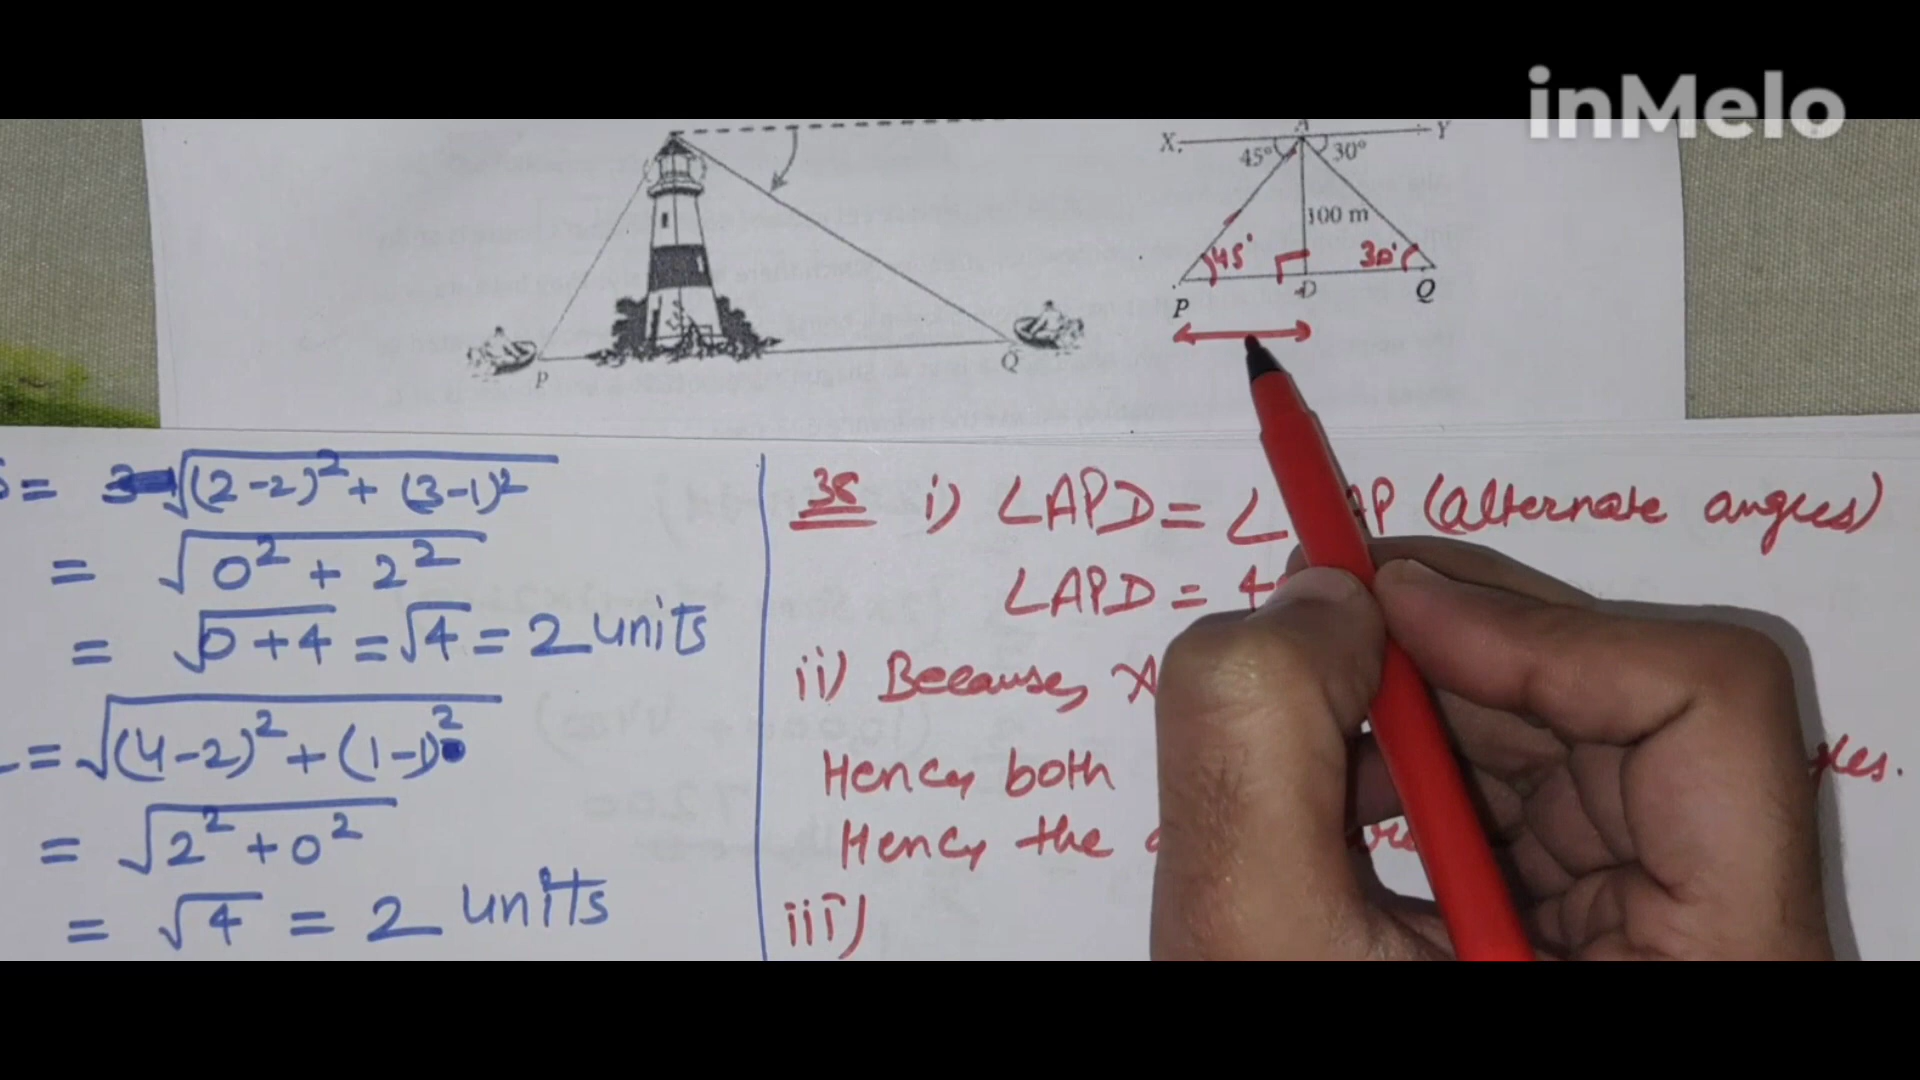 inMelo
X A Y
45° 30°
100 m
45° 30°
P D Q
P Q
= √(2-2)² + (3-1)²
= √0² + 2²
= √0+4 = √4 = 2 units
= √(4-2)² + (1-1)²
= √2² + 0²
= √4 = 2 units
38 i) ∠APD = ∠ AP (alternate angles)
∠APD = 4
ii) Because,
Hence, both
Hence, the
iii)